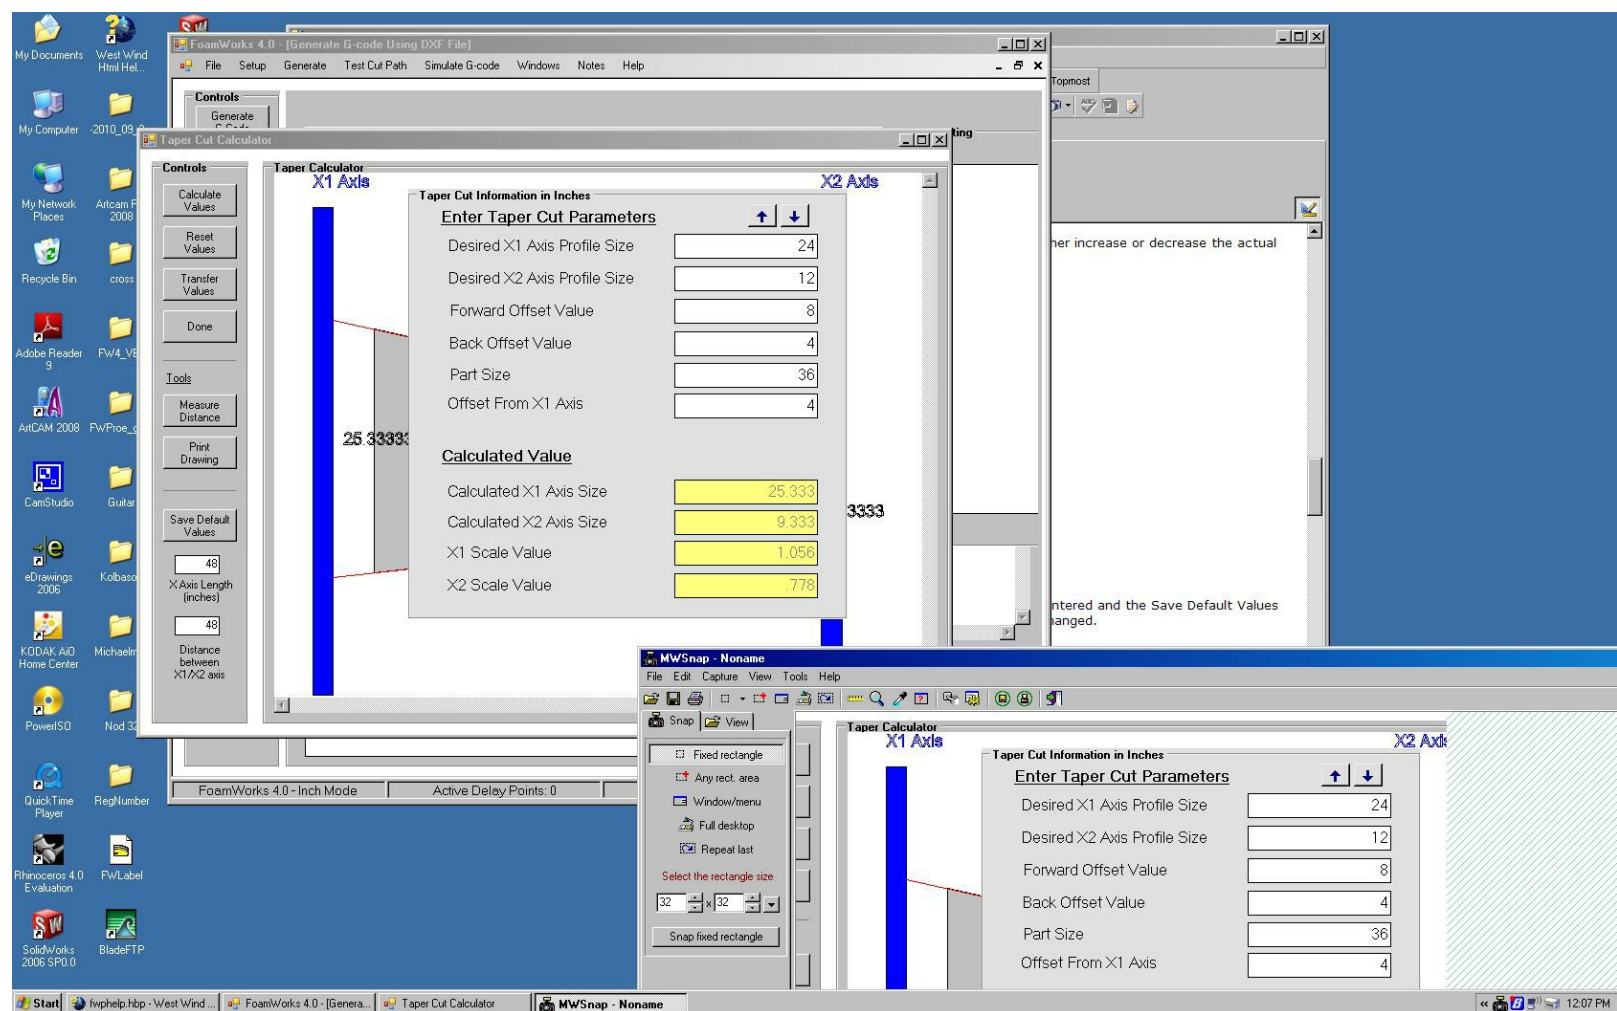 My Documents
West Wind
Html Hel...
My Computer
-2010_09_
My Network
Places
Artcam F
2008
Recycle Bin
cross
Adobe Reader
9
FW4_VE
ArtCAM 2008
FWProe_
CamStudio
Guitar
eDrawings
2006
Kolbaso
KODAK AiO
Home Center
Michaelm
PowerISO
Nod 32
QuickTime
Player
RegNumber
Rhinoceros 4.0
Evaluation
FWLabel
SolidWorks
2006 SP0.0
BladeFTP
FoamWorks 4.0 - [Generate G-code Using DXF File]
File Setup Generate Test Cut Path Simulate G-code Windows Notes Help
Controls
Generate
Topmost
ting
her increase or decrease the actual
ntered and the Save Default Values
hanged.
Taper Cut Calculator
Controls
Calculate
Values
Reset
Values
Transfer
Values
Done
Tools
Measure
Distance
Print
Drawing
Save Default
Values
48
X Axis Length
(inches)
48
Distance
between
X1/X2 axis
Taper Calculator
X1 Axis
X2 Axis
25.33333
3333
Taper Cut Information in Inches
Enter Taper Cut Parameters
Desired X1 Axis Profile Size 24
Desired X2 Axis Profile Size 12
Forward Offset Value 8
Back Offset Value 4
Part Size 36
Offset From X1 Axis 4
Calculated Value
Calculated X1 Axis Size 25.333
Calculated X2 Axis Size 9.333
X1 Scale Value 1.056
X2 Scale Value .778
FoamWorks 4.0 - Inch Mode
Active Delay Points: 0
MWSnap - Noname
File Edit Capture View Tools Help
Snap View
Fixed rectangle
Any rect. area
Window/menu
Full desktop
Repeat last
Select the rectangle size
32 x 32
Snap fixed rectangle
Taper Calculator
X1 Axis
X2 Axis
Taper Cut Information in Inches
Enter Taper Cut Parameters
Desired X1 Axis Profile Size 24
Desired X2 Axis Profile Size 12
Forward Offset Value 8
Back Offset Value 4
Part Size 36
Offset From X1 Axis 4
Start
fwphelp.hbp - West Wind ...
FoamWorks 4.0 - [Genera...
Taper Cut Calculator
MWSnap - Noname
12:07 PM